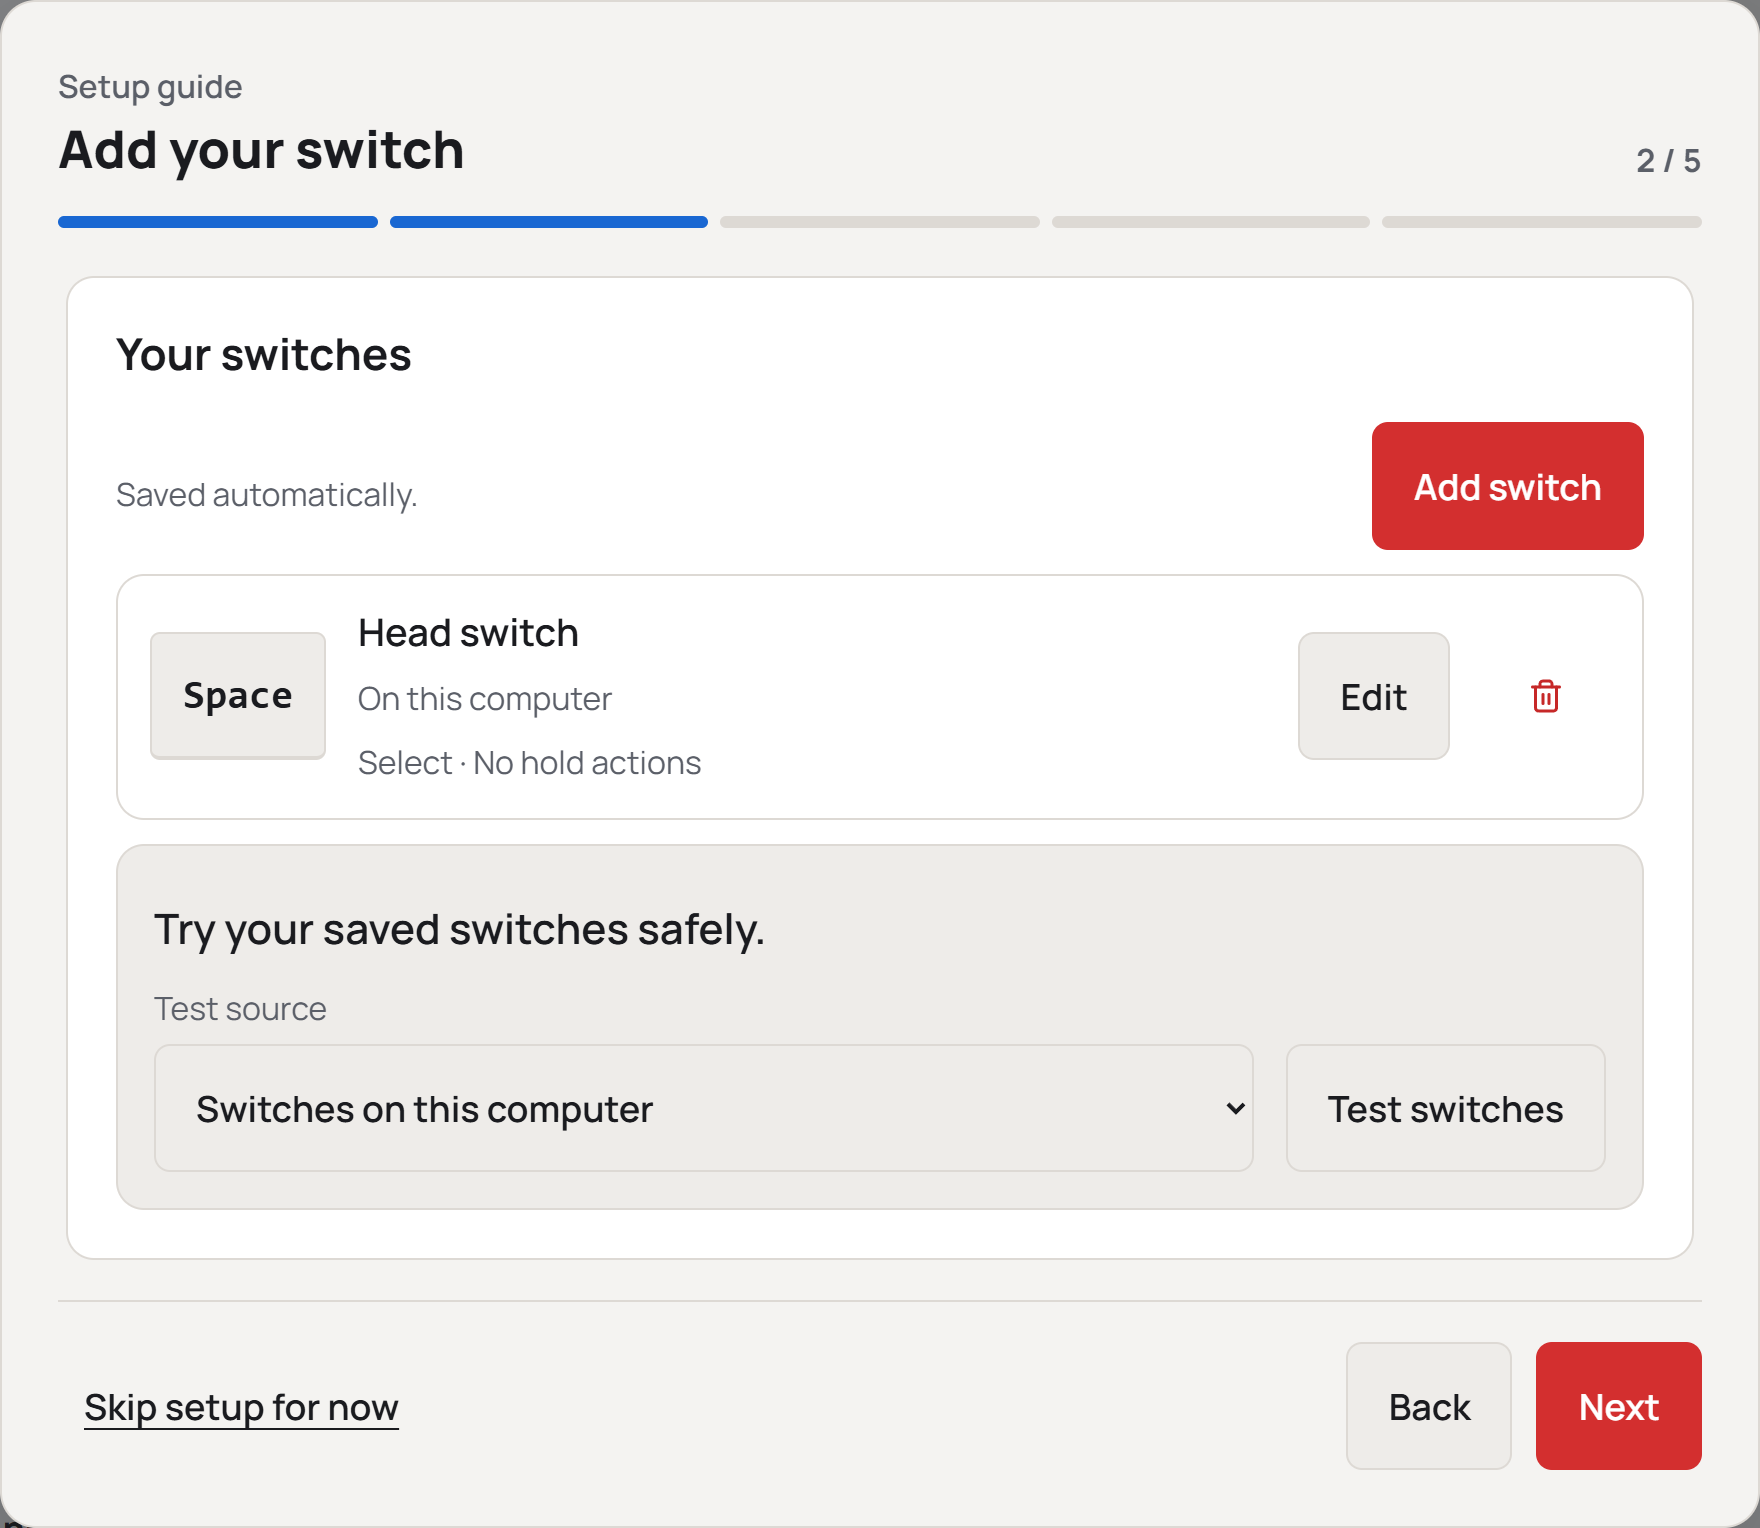 Setup guide
Add your switch
2 / 5
Your switches
Saved automatically.
Add switch
Space
Head switch
On this computer
Select · No hold actions
Edit
Try your saved switches safely.
Test source
Switches on this computer
Test switches
Skip setup for now
Back
Next